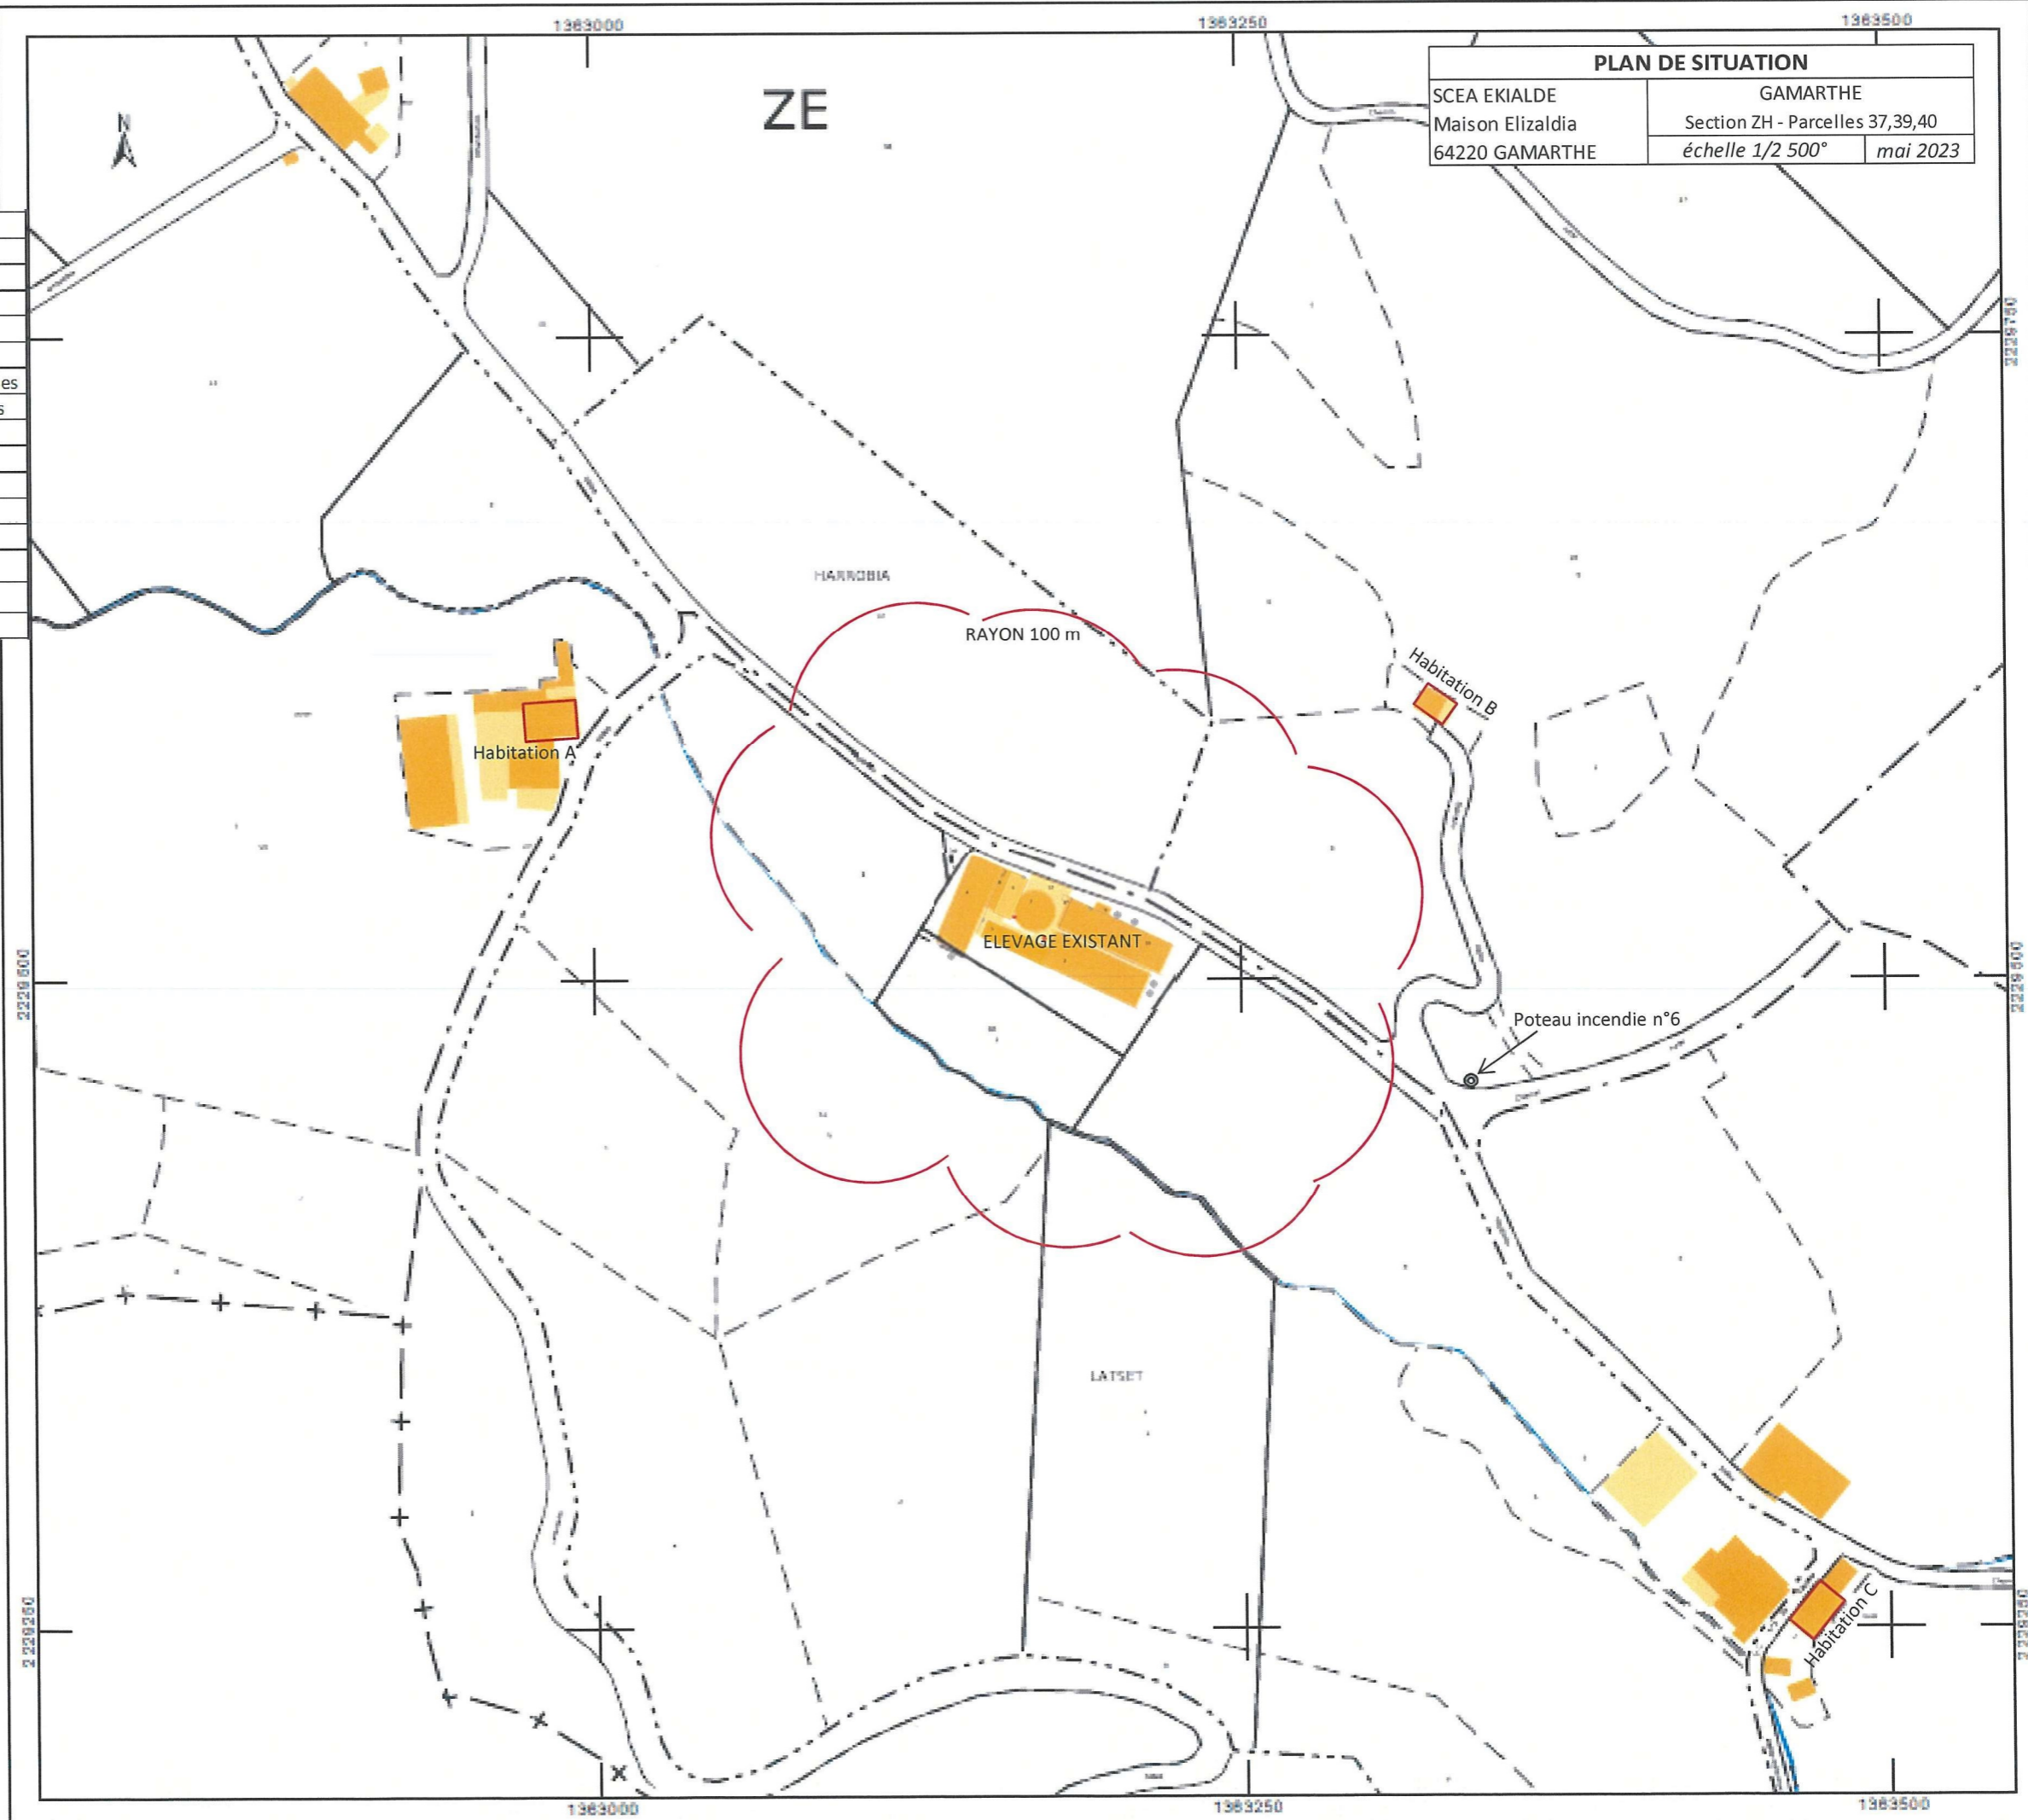 1363000
1363250
1363500
PLAN DE SITUATION
SCEA EKIALDE
Maison Elizaldia
64220 GAMARTHE
GAMARTHE
Section ZH - Parcelles 37,39,40
échelle 1/2 500°
mai 2023
ZE
N
2229750
es
s
HARROBIA
RAYON 100 m
Habitation B
Habitation A
ELEVAGE EXISTANT
2229500
2229500
Poteau incendie n°6
LATSET
Habitation C
2229250
2229250
1363000
1363250
1363500